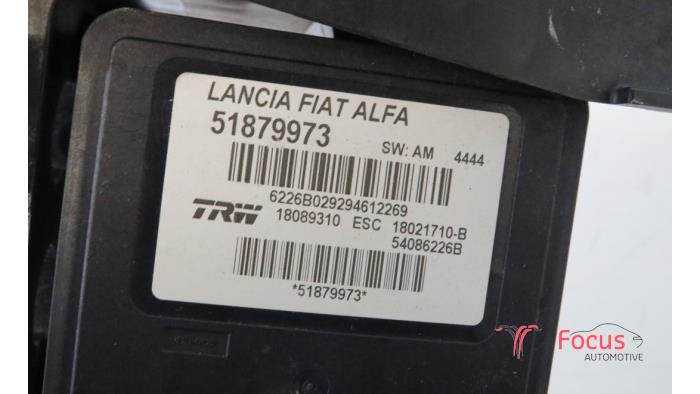 LANCIA FIAT ALFA
51879973 SW: AM 4444
6226B029294612269
TRW 18089310 ESC 18021710-B
54086226B
*51879973*
Focus
AUTOMOTIVE